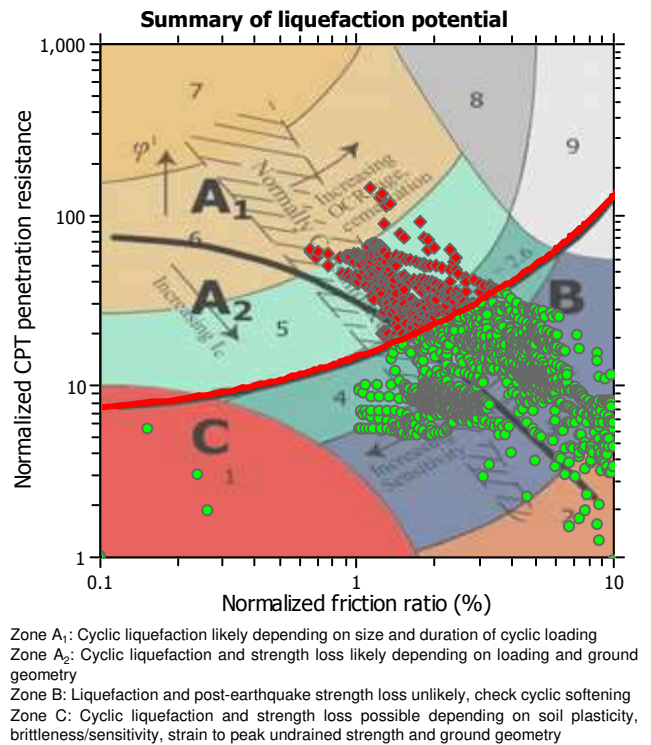 Summary of liquefaction potential
Normalized CPT penetration resistance
1,000
100
10
1
7
8
9
φ'
Increasing
OCR, age,
cementation
Normally
A1
6
A2
Increasing Ic
5
2.6
B
4
C
1
Increasing
Sensitivity
2
0.1
1
10
Normalized friction ratio (%)
Zone A1: Cyclic liquefaction likely depending on size and duration of cyclic loading
Zone A2: Cyclic liquefaction and strength loss likely depending on loading and ground
geometry
Zone B: Liquefaction and post-earthquake strength loss unlikely, check cyclic softening
Zone C: Cyclic liquefaction and strength loss possible depending on soil plasticity,
brittleness/sensitivity, strain to peak undrained strength and ground geometry